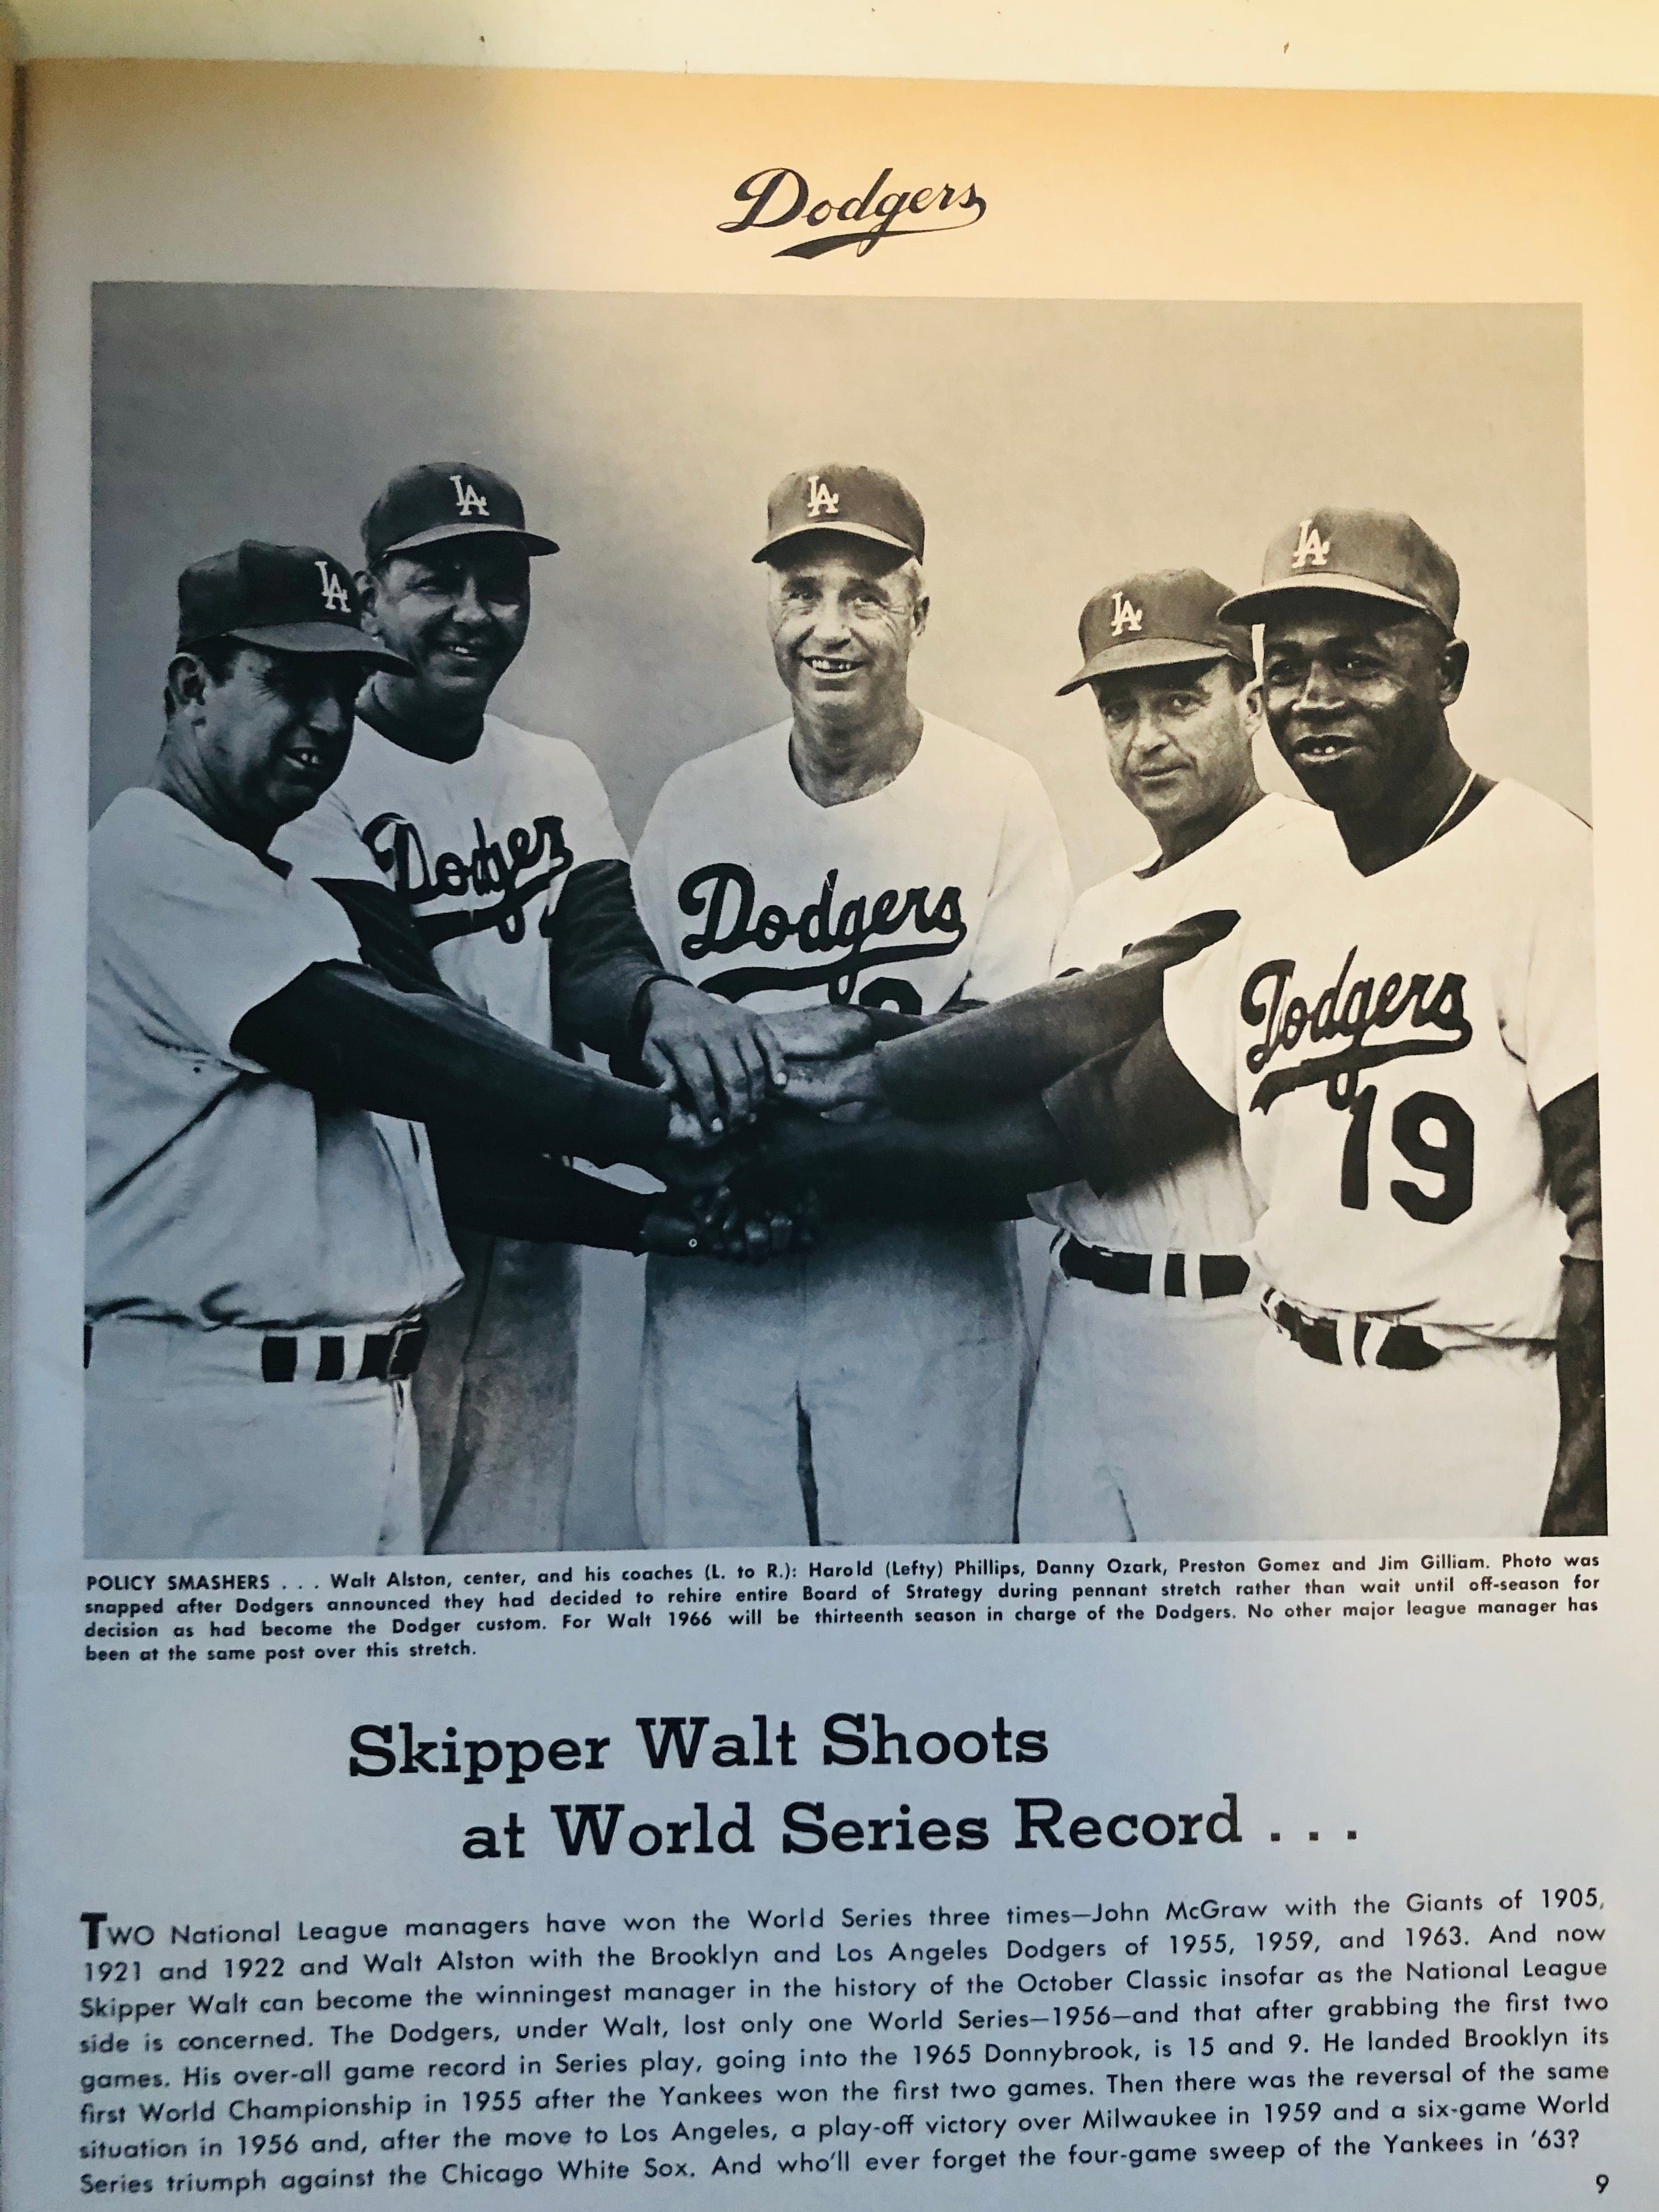 Dodgers
LA
LA
LA
LA
LA
Dodgers
Dodgers
Dodgers
19
POLICY SMASHERS . . . Walt Alston, center, and his coaches (L. to R.): Harold (Lefty) Phillips, Danny Ozark, Preston Gomez and Jim Gilliam. Photo was
snapped after Dodgers announced they had decided to rehire entire Board of Strategy during pennant stretch rather than wait until off-season for
decision as had become the Dodger custom. For Walt 1966 will be thirteenth season in charge of the Dodgers. No other major league manager has
been at the same post over this stretch.
Skipper Walt Shoots
at World Series Record . . .
TWO National League managers have won the World Series three times—John McGraw with the Giants of 1905,
1921 and 1922 and Walt Alston with the Brooklyn and Los Angeles Dodgers of 1955, 1959, and 1963. And now
Skipper Walt can become the winningest manager in the history of the October Classic insofar as the National League
side is concerned. The Dodgers, under Walt, lost only one World Series—1956—and that after grabbing the first two
games. His over-all game record in Series play, going into the 1965 Donnybrook, is 15 and 9. He landed Brooklyn its
first World Championship in 1955 after the Yankees won the first two games. Then there was the reversal of the same
situation in 1956 and, after the move to Los Angeles, a play-off victory over Milwaukee in 1959 and a six-game World
Series triumph against the Chicago White Sox. And who'll ever forget the four-game sweep of the Yankees in '63?
9